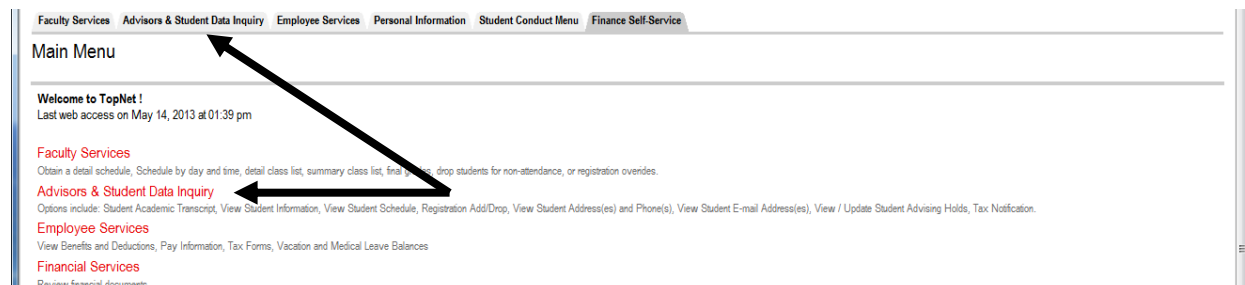 Faculty Services Advisors & Student Data Inquiry Employee Services Personal Information Student Conduct Menu Finance Self-Service
Main Menu
Welcome to TopNet !
Last web access on May 14, 2013 at 01:39 pm
Faculty Services
Obtain a detail schedule, Schedule by day and time, detail class list, summary class list, final grades, drop students for non-attendance, or registration overides.
Advisors & Student Data Inquiry
Options include: Student Academic Transcript, View Student Information, View Student Schedule, Registration Add/Drop, View Student Address(es) and Phone(s), View Student E-mail Address(es), View / Update Student Advising Holds, Tax Notification.
Employee Services
View Benefits and Deductions, Pay Information, Tax Forms, Vacation and Medical Leave Balances
Financial Services
Review financial documents